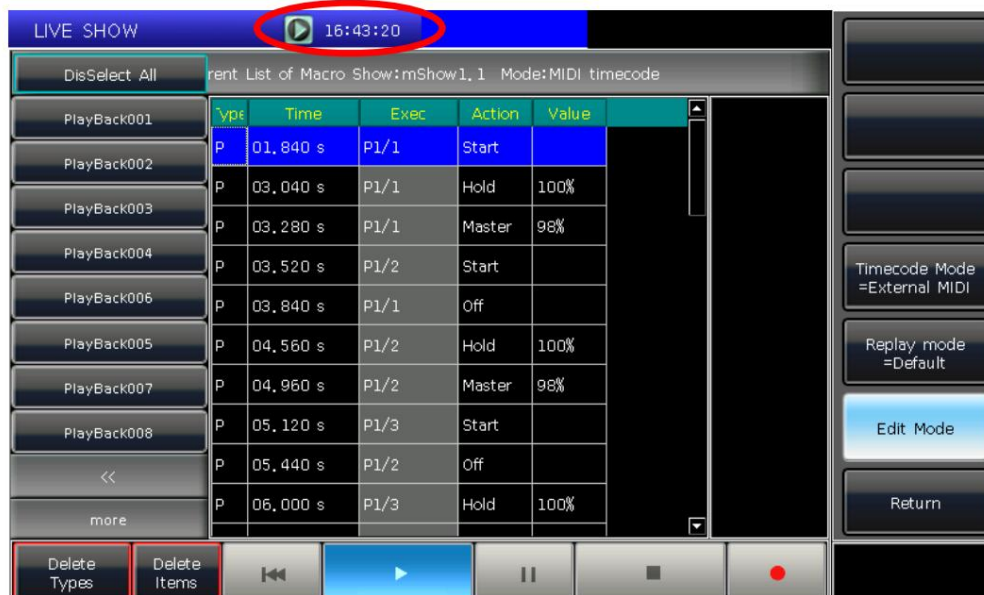 LIVE SHOW
16:43:20
DisSelect All
rent List of Macro Show:mShow1.1 Mode:MIDI timecode
PlayBack001
PlayBack002
PlayBack003
PlayBack004
PlayBack006
PlayBack005
PlayBack007
PlayBack008
<<
more
Type Time Exec Action Value
P 01.840 s P1/1 Start
P 03.040 s P1/1 Hold 100%
P 03.280 s P1/1 Master 98%
P 03.520 s P1/2 Start
P 03.840 s P1/1 Off
P 04.560 s P1/2 Hold 100%
P 04.960 s P1/2 Master 98%
P 05.120 s P1/3 Start
P 05.440 s P1/2 Off
P 06.000 s P1/3 Hold 100%
Timecode Mode
=External MIDI
Replay mode
=Default
Edit Mode
Return
Delete
Types
Delete
Items